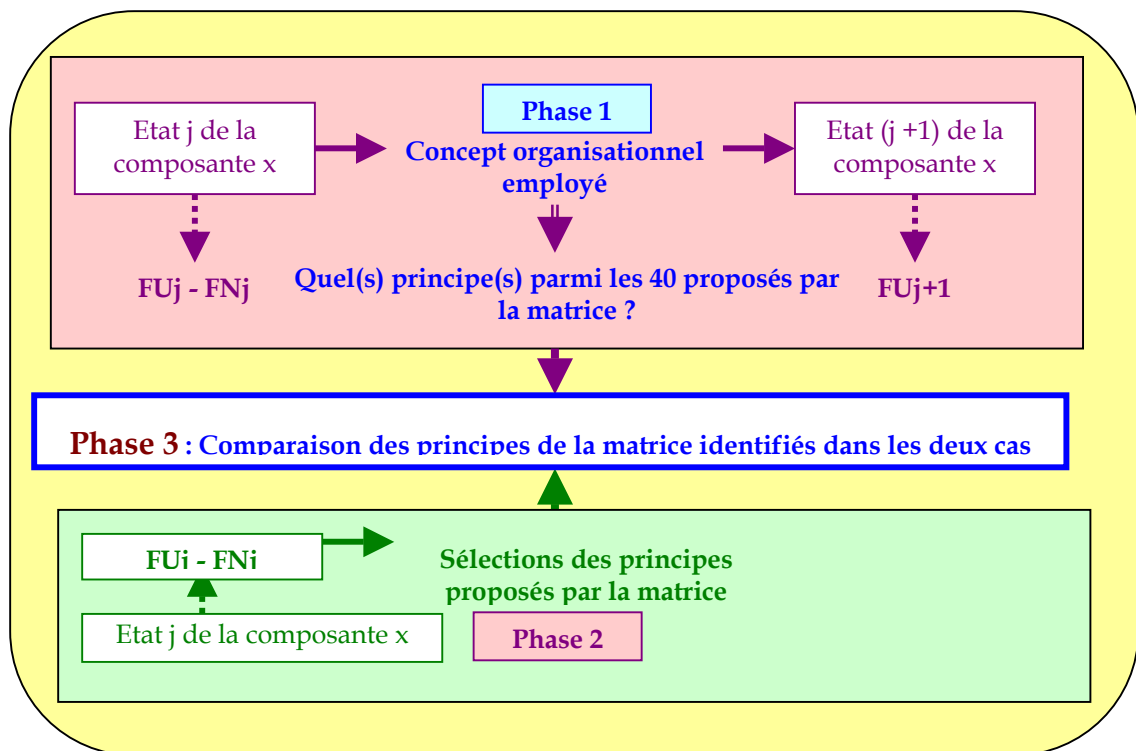 Phase 1
Etat j de la
composante x
Concept organisationnel
employé
Etat (j +1) de la
composante x
FUj - FNj
Quel(s) principe(s) parmi les 40 proposés par
la matrice ?
FUj+1
Phase 3 : Comparaison des principes de la matrice identifiés dans les deux cas
FUj - FNj
Sélections des principes
proposés par la matrice
Etat j de la composante x
Phase 2